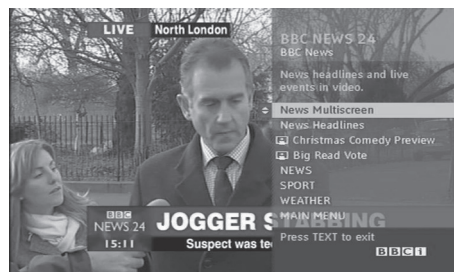 LIVE North London
BBC NEWS 24
BBC News
News headlines and live
events in video.
News Multiscreen
News Headlines
Christmas Comedy Preview
Big Read Vote
NEWS
SPORT
WEATHER
MAIN MENU
Press TEXT to exit
BBC 1
BBC
NEWS 24
15:11
JOGGER STABBING
Suspect was